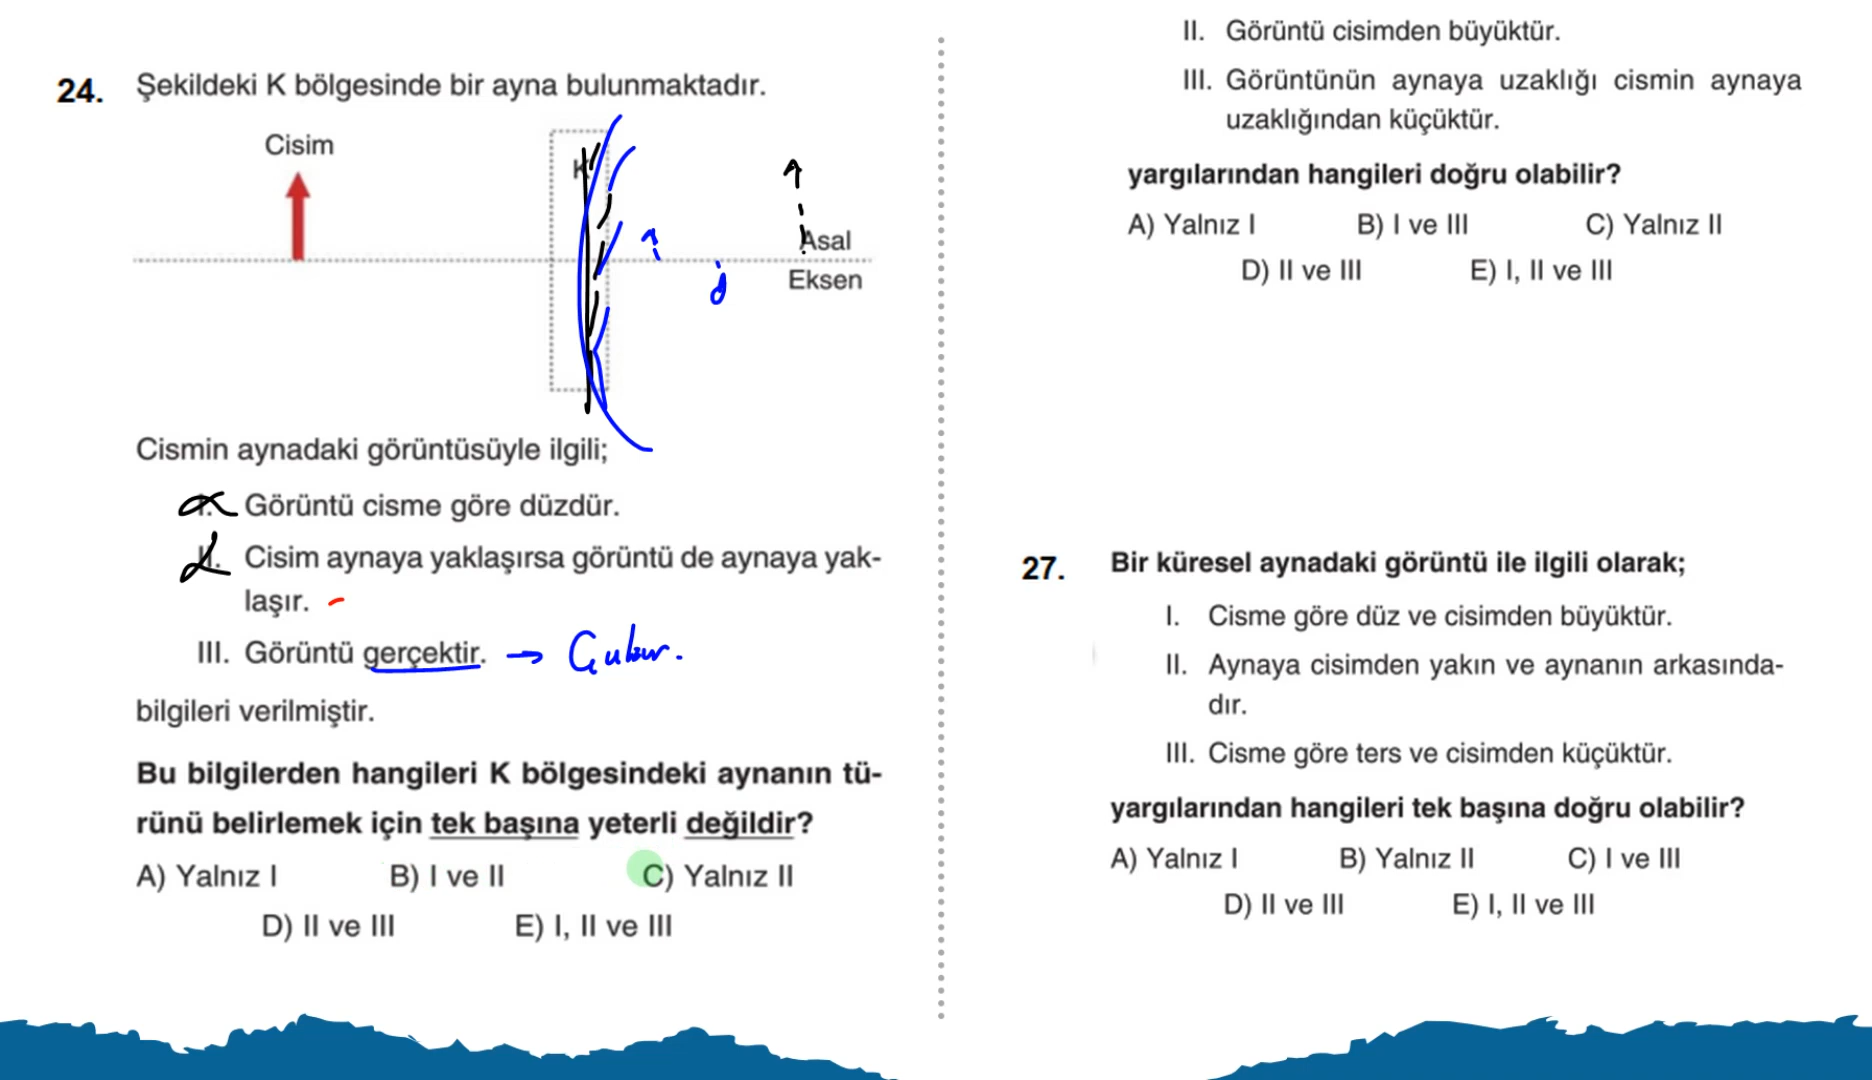 24. Şekildeki K bölgesinde bir ayna bulunmaktadır.
Cisim
K
Asal
Eksen
d
Cismin aynadaki görüntüsüyle ilgili;
I. Görüntü cisme göre düzdür.
II. Cisim aynaya yaklaşırsa görüntü de aynaya yak-
laşır.
III. Görüntü gerçektir. → Çukur.
bilgileri verilmiştir.
Bu bilgilerden hangileri K bölgesindeki aynanın tü-
rünü belirlemek için tek başına yeterli değildir?
A) Yalnız I B) I ve II C) Yalnız II
D) II ve III E) I, II ve III
II. Görüntü cisimden büyüktür.
III. Görüntünün aynaya uzaklığı cismin aynaya
uzaklığından küçüktür.
yargılarından hangileri doğru olabilir?
A) Yalnız I B) I ve III C) Yalnız II
D) II ve III E) I, II ve III
27. Bir küresel aynadaki görüntü ile ilgili olarak;
I. Cisme göre düz ve cisimden büyüktür.
II. Aynaya cisimden yakın ve aynanın arkasında-
dır.
III. Cisme göre ters ve cisimden küçüktür.
yargılarından hangileri tek başına doğru olabilir?
A) Yalnız I B) Yalnız II C) I ve III
D) II ve III E) I, II ve III